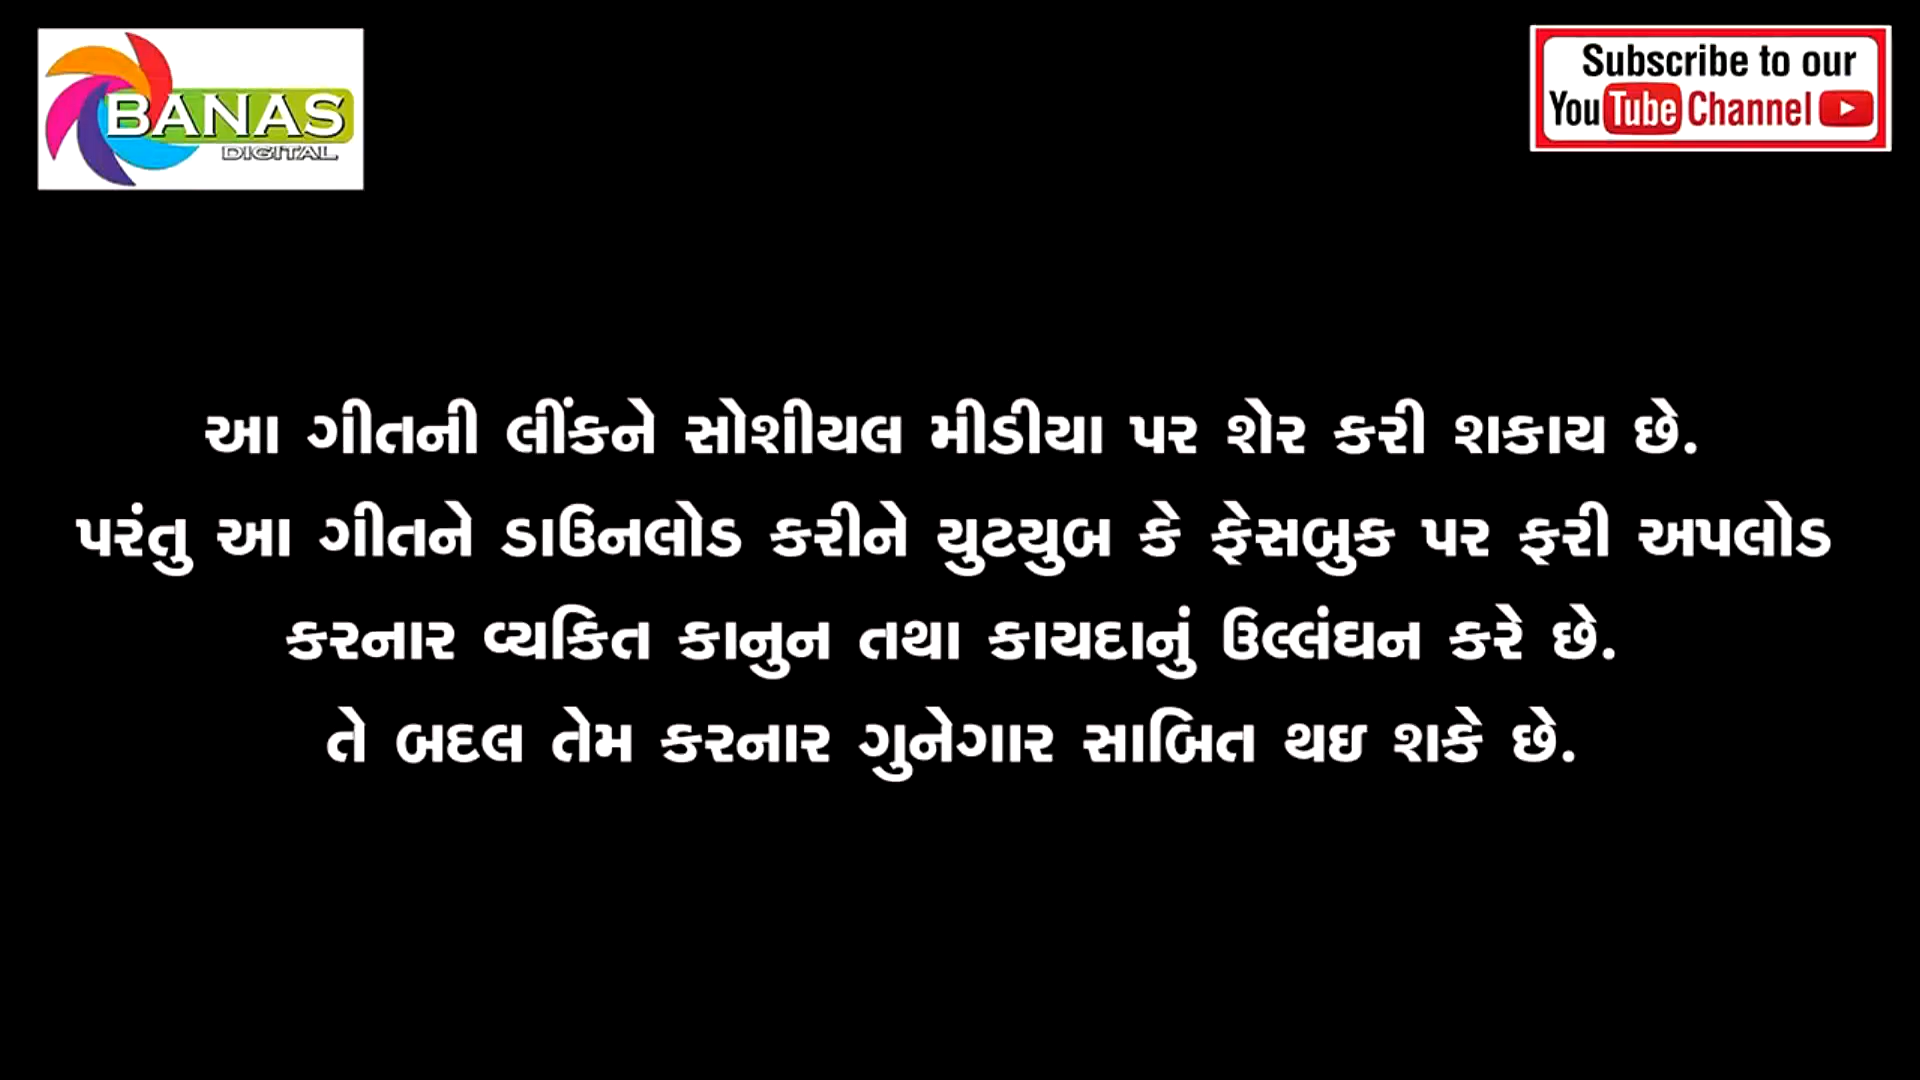 BANAS
DIGITAL
Subscribe to our
YouTube Channel
આ ગીતની લીંકને સોશીયલ મીડીયા પર શેર કરી શકાય છે.
પરંતુ આ ગીતને ડાઉનલોડ કરીને યુટયુબ કે ફેસબુક પર ફરી અપલોડ
કરનાર વ્યકિત કાનુન તથા કાયદાનું ઉલ્લંઘન કરે છે.
તે બદલ તેમ કરનાર ગુનેગાર સાબિત થઇ શકે છે.